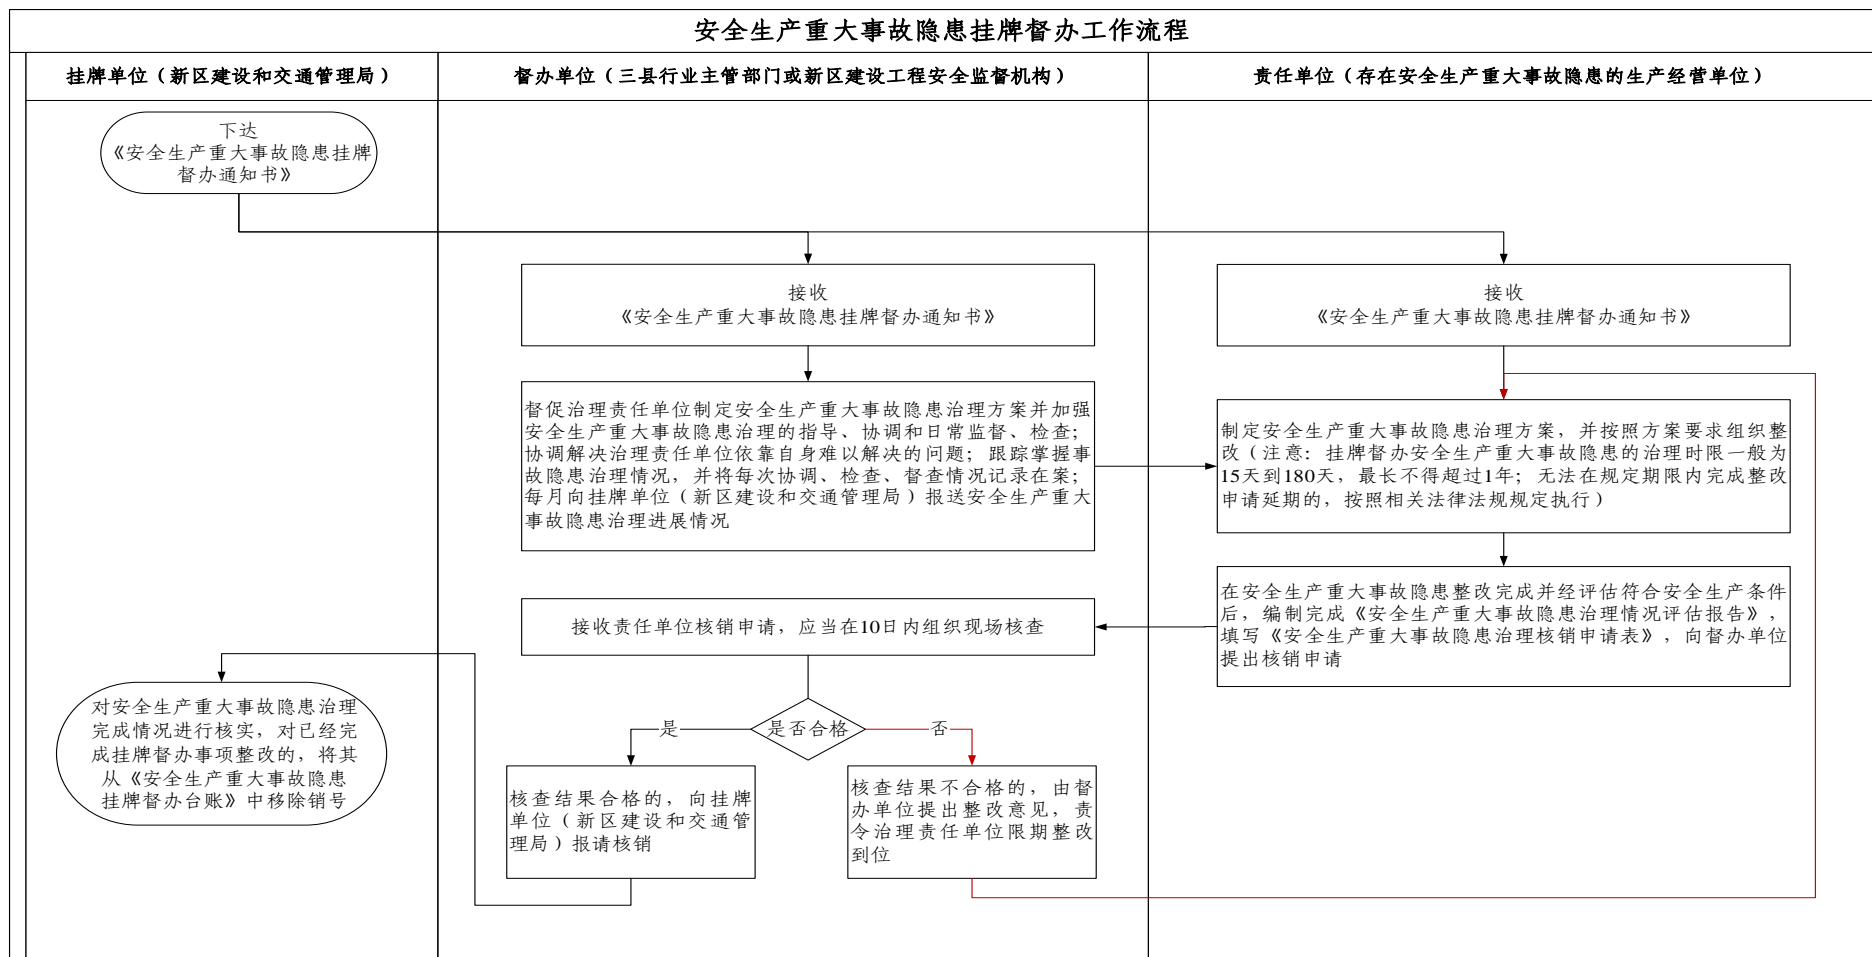 安全生产重大事故隐患挂牌督办工作流程
挂牌单位（新区建设和交通管理局）
督办单位（三县行业主管部门或新区建设工程安全监督机构）
责任单位（存在安全生产重大事故隐患的生产经营单位）
下达
《安全生产重大事故隐患挂牌
督办通知书》
接收
《安全生产重大事故隐患挂牌督办通知书》
接收
《安全生产重大事故隐患挂牌督办通知书》
督促治理责任单位制定安全生产重大事故隐患治理方案并加强
安全生产重大事故隐患治理的指导、协调和日常监督、检查；
协调解决治理责任单位依靠自身难以解决的问题；跟踪掌握事
故隐患治理情况，并将每次协调、检查、督查情况记录在案；
每月向挂牌单位（新区建设和交通管理局）报送安全生产重大
事故隐患治理进展情况
制定安全生产重大事故隐患治理方案，并按照方案要求组织整
改（注意：挂牌督办安全生产重大事故隐患的治理时限一般为
15天到180天，最长不得超过1年；无法在规定期限内完成整改
申请延期的，按照相关法律法规规定执行）
在安全生产重大事故隐患整改完成并经评估符合安全生产条件
后，编制完成《安全生产重大事故隐患治理情况评估报告》，
填写《安全生产重大事故隐患治理核销申请表》，向督办单位
提出核销申请
接收责任单位核销申请，应当在10日内组织现场核查
是否合格
是
否
核查结果合格的，向挂牌
单位（新区建设和交通管
理局）报请核销
核查结果不合格的，由督
办单位提出整改意见，责
令治理责任单位限期整改
到位
对安全生产重大事故隐患治理
完成情况进行核实，对已经完
成挂牌督办事项整改的，将其
从《安全生产重大事故隐患
挂牌督办台账》中移除销号